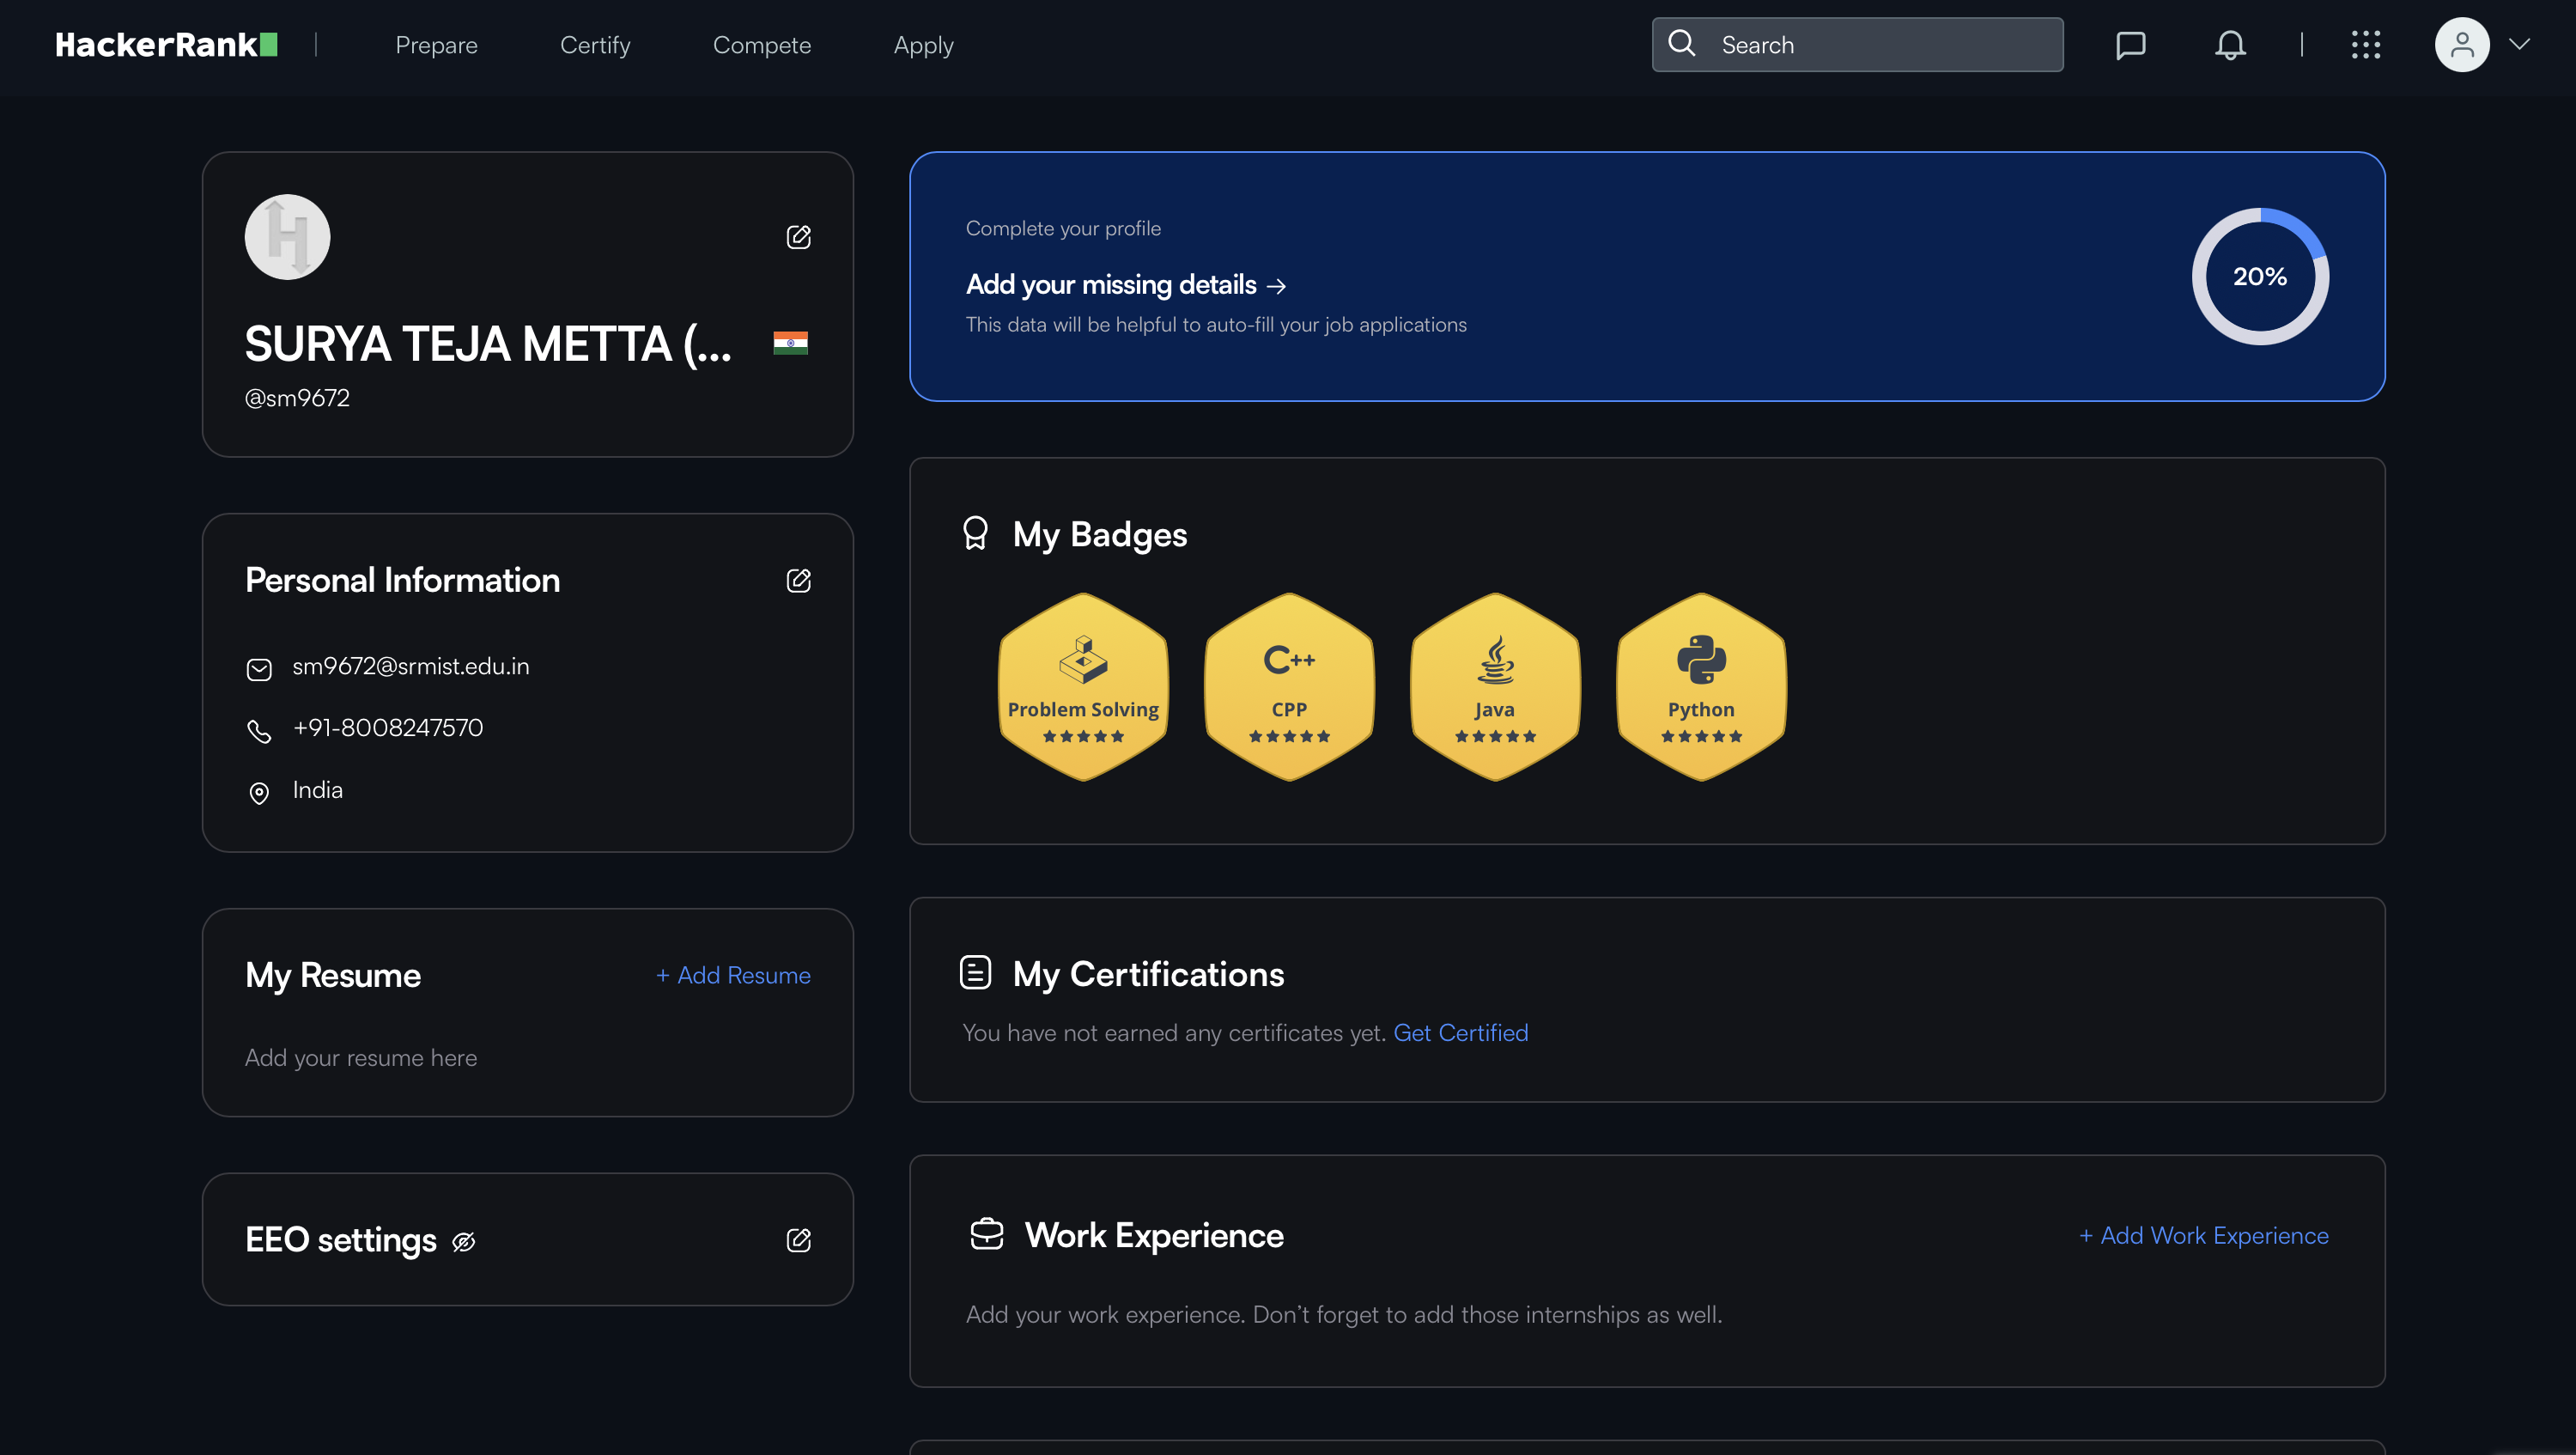 HackerRank
Prepare
Certify
Compete
Apply
Search
SURYA TEJA METTA (...
@sm9672
Personal Information
sm9672@srmist.edu.in
+91-8008247570
India
My Resume
+ Add Resume
Add your resume here
EEO settings
Complete your profile
Add your missing details →
This data will be helpful to auto-fill your job applications
20%
My Badges
C++
Problem Solving
CPP
Java
Python
My Certifications
You have not earned any certificates yet. Get Certified
Work Experience
+ Add Work Experience
Add your work experience. Don’t forget to add those internships as well.